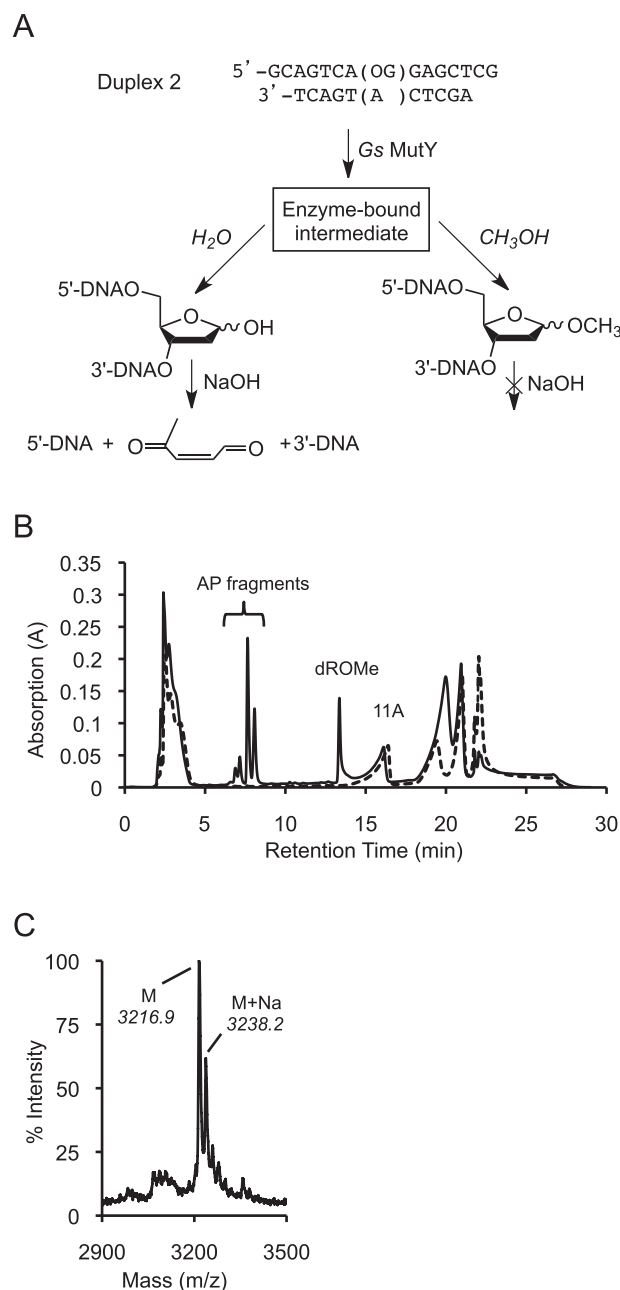 A
Duplex 2
5'-GCAGTCA(OG)GAGCTCG
3'-TCAGT(A )CTCGA
Gs MutY
Enzyme-bound
intermediate
H2O
CH3OH
5'-DNAO
O
OH
3'-DNAO
NaOH
5'-DNAO
O
OCH3
3'-DNAO
NaOH
5'-DNA + O O +3'-DNA
B
AP fragments
dROMe
11A
Absorption (A)
0.35
0.3
0.25
0.2
0.15
0.1
0.05
0
0 5 10 15 20 25 30
Retention Time (min)
C
M
3216.9
M+Na
3238.2
% Intensity
100
75
50
25
0
2900 3200 3500
Mass (m/z)